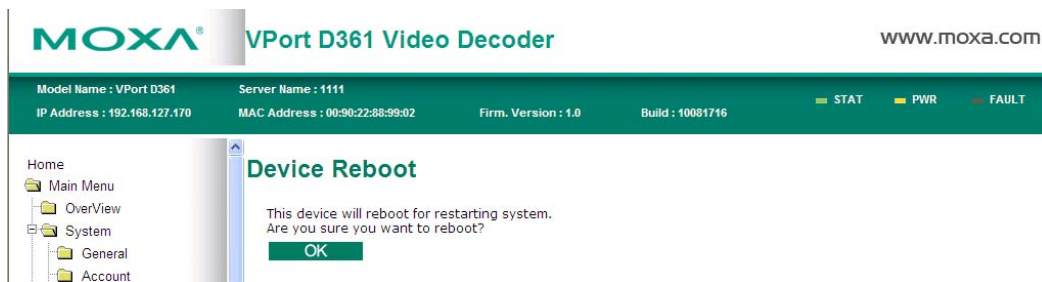 MOXA® VPort D361 Video Decoder www.moxa.com
Model Name : VPort D361 Server Name : 1111
IP Address : 192.168.127.170 MAC Address : 00:90:22:88:99:02 Firm. Version : 1.0 Build : 10081716
STAT PWR FAULT
Home
Main Menu
OverView
System
General
Account
Device Reboot
This device will reboot for restarting system.
Are you sure you want to reboot?
OK